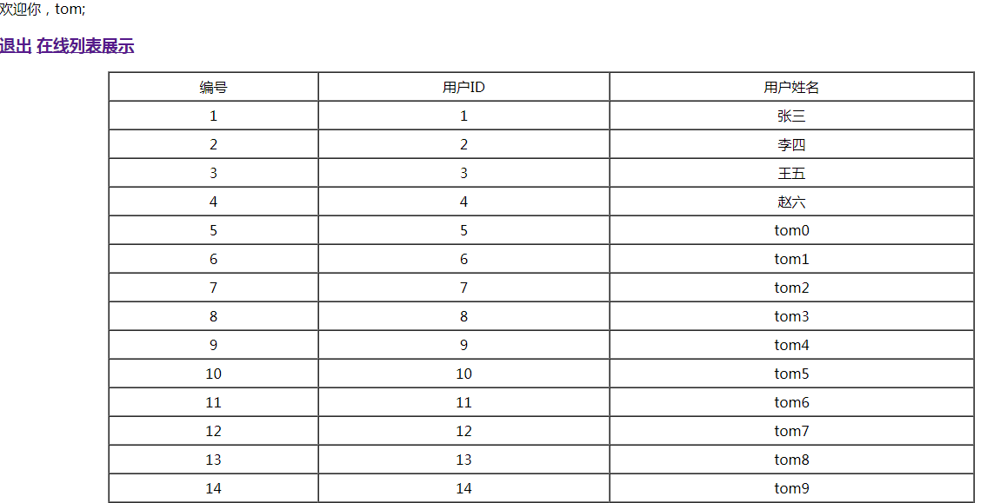 欢迎你，tom;
退出 在线列表展示
编号 用户ID 用户姓名
1 1 张三
2 2 李四
3 3 王五
4 4 赵六
5 5 tom0
6 6 tom1
7 7 tom2
8 8 tom3
9 9 tom4
10 10 tom5
11 11 tom6
12 12 tom7
13 13 tom8
14 14 tom9